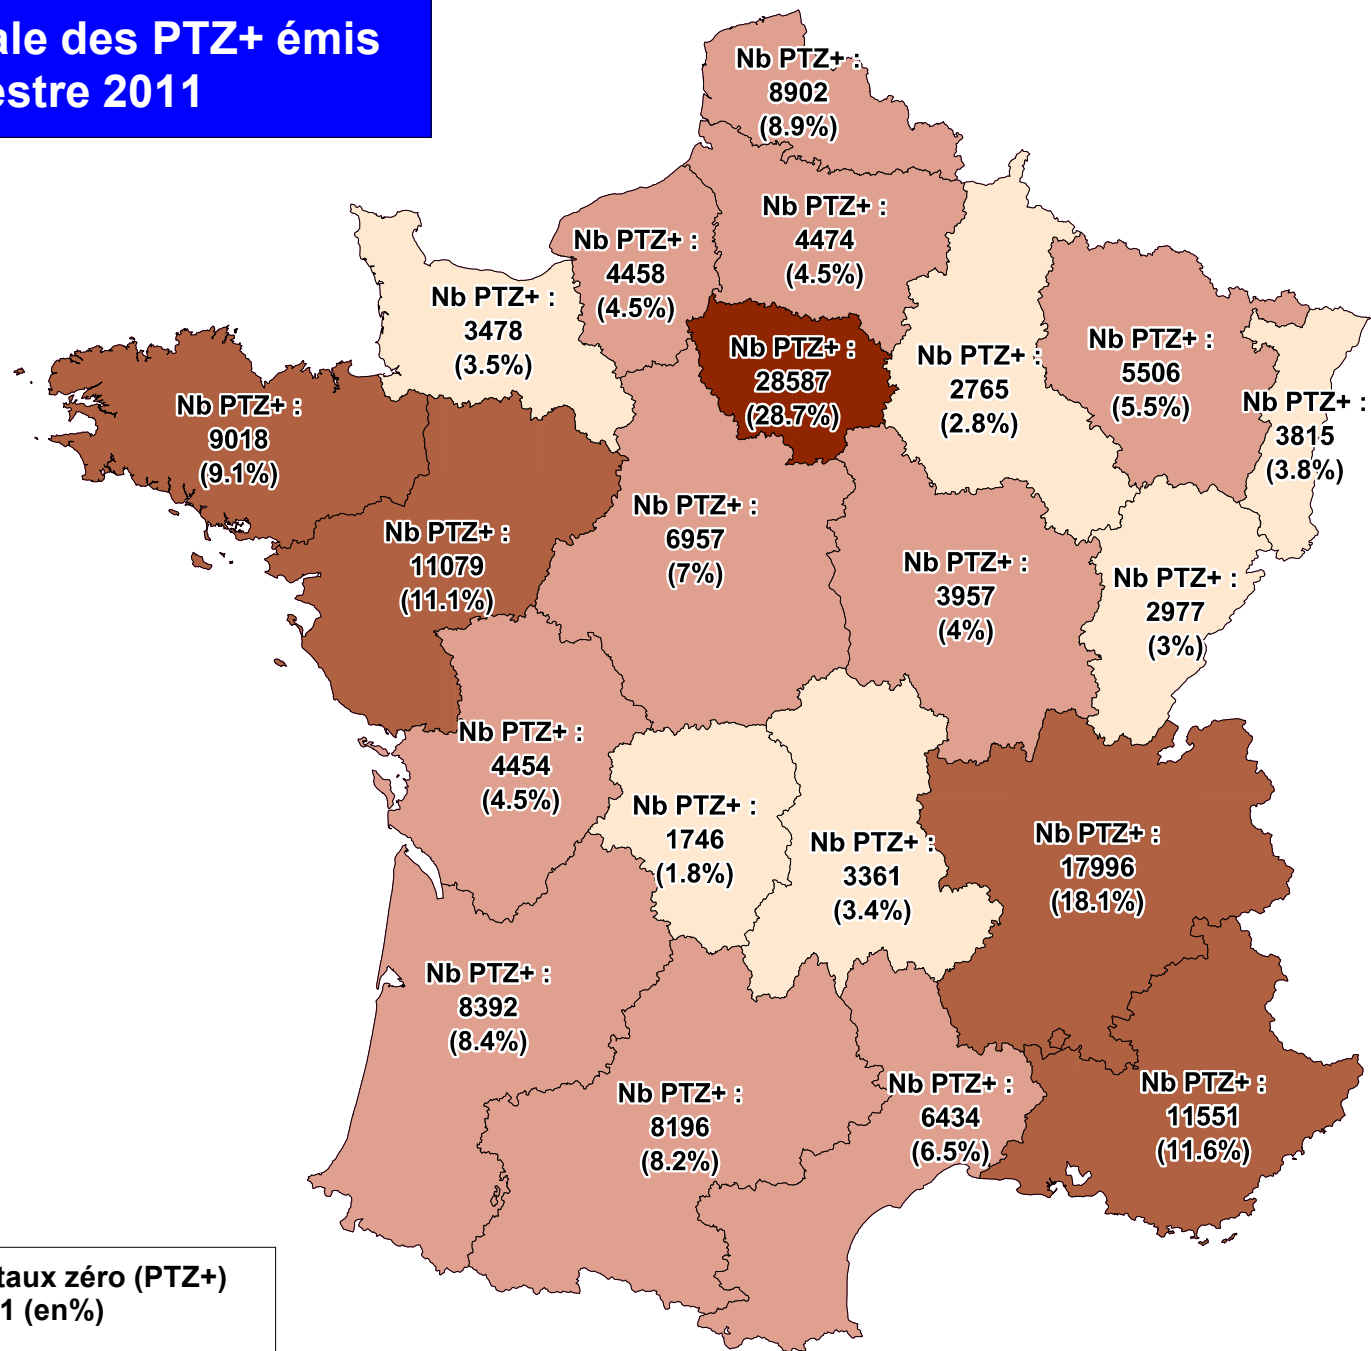 ale des PTZ+ émis
estre 2011
Nb PTZ+ :
8902
(8.9%)
Nb PTZ+ :
4474
(4.5%)
Nb PTZ+ :
4458
(4.5%)
Nb PTZ+ :
3478
(3.5%)
Nb PTZ+ :
28587
(28.7%)
Nb PTZ+ :
2765
(2.8%)
Nb PTZ+ :
5506
(5.5%)
Nb PTZ+ :
3815
(3.8%)
Nb PTZ+ :
9018
(9.1%)
Nb PTZ+ :
11079
(11.1%)
Nb PTZ+ :
6957
(7%)
Nb PTZ+ :
3957
(4%)
Nb PTZ+ :
2977
(3%)
Nb PTZ+ :
4454
(4.5%)
Nb PTZ+ :
1746
(1.8%)
Nb PTZ+ :
3361
(3.4%)
Nb PTZ+ :
17996
(18.1%)
Nb PTZ+ :
8392
(8.4%)
Nb PTZ+ :
8196
(8.2%)
Nb PTZ+ :
6434
(6.5%)
Nb PTZ+ :
11551
(11.6%)
taux zéro (PTZ+)
1 (en%)